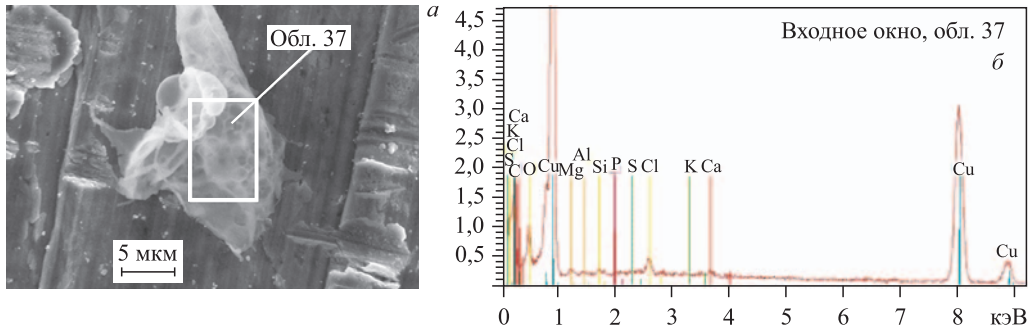 Обл. 37
5 мкм
а
Входное окно, обл. 37
б
4,5
4,0
3,5
3,0
2,5
2,0
1,5
1,0
0,5
Ca
K
Cl
S
C O Cu Mg Al Si P S Cl K Ca
Cu
Cu
0 1 2 3 4 5 6 7 8 кэВ